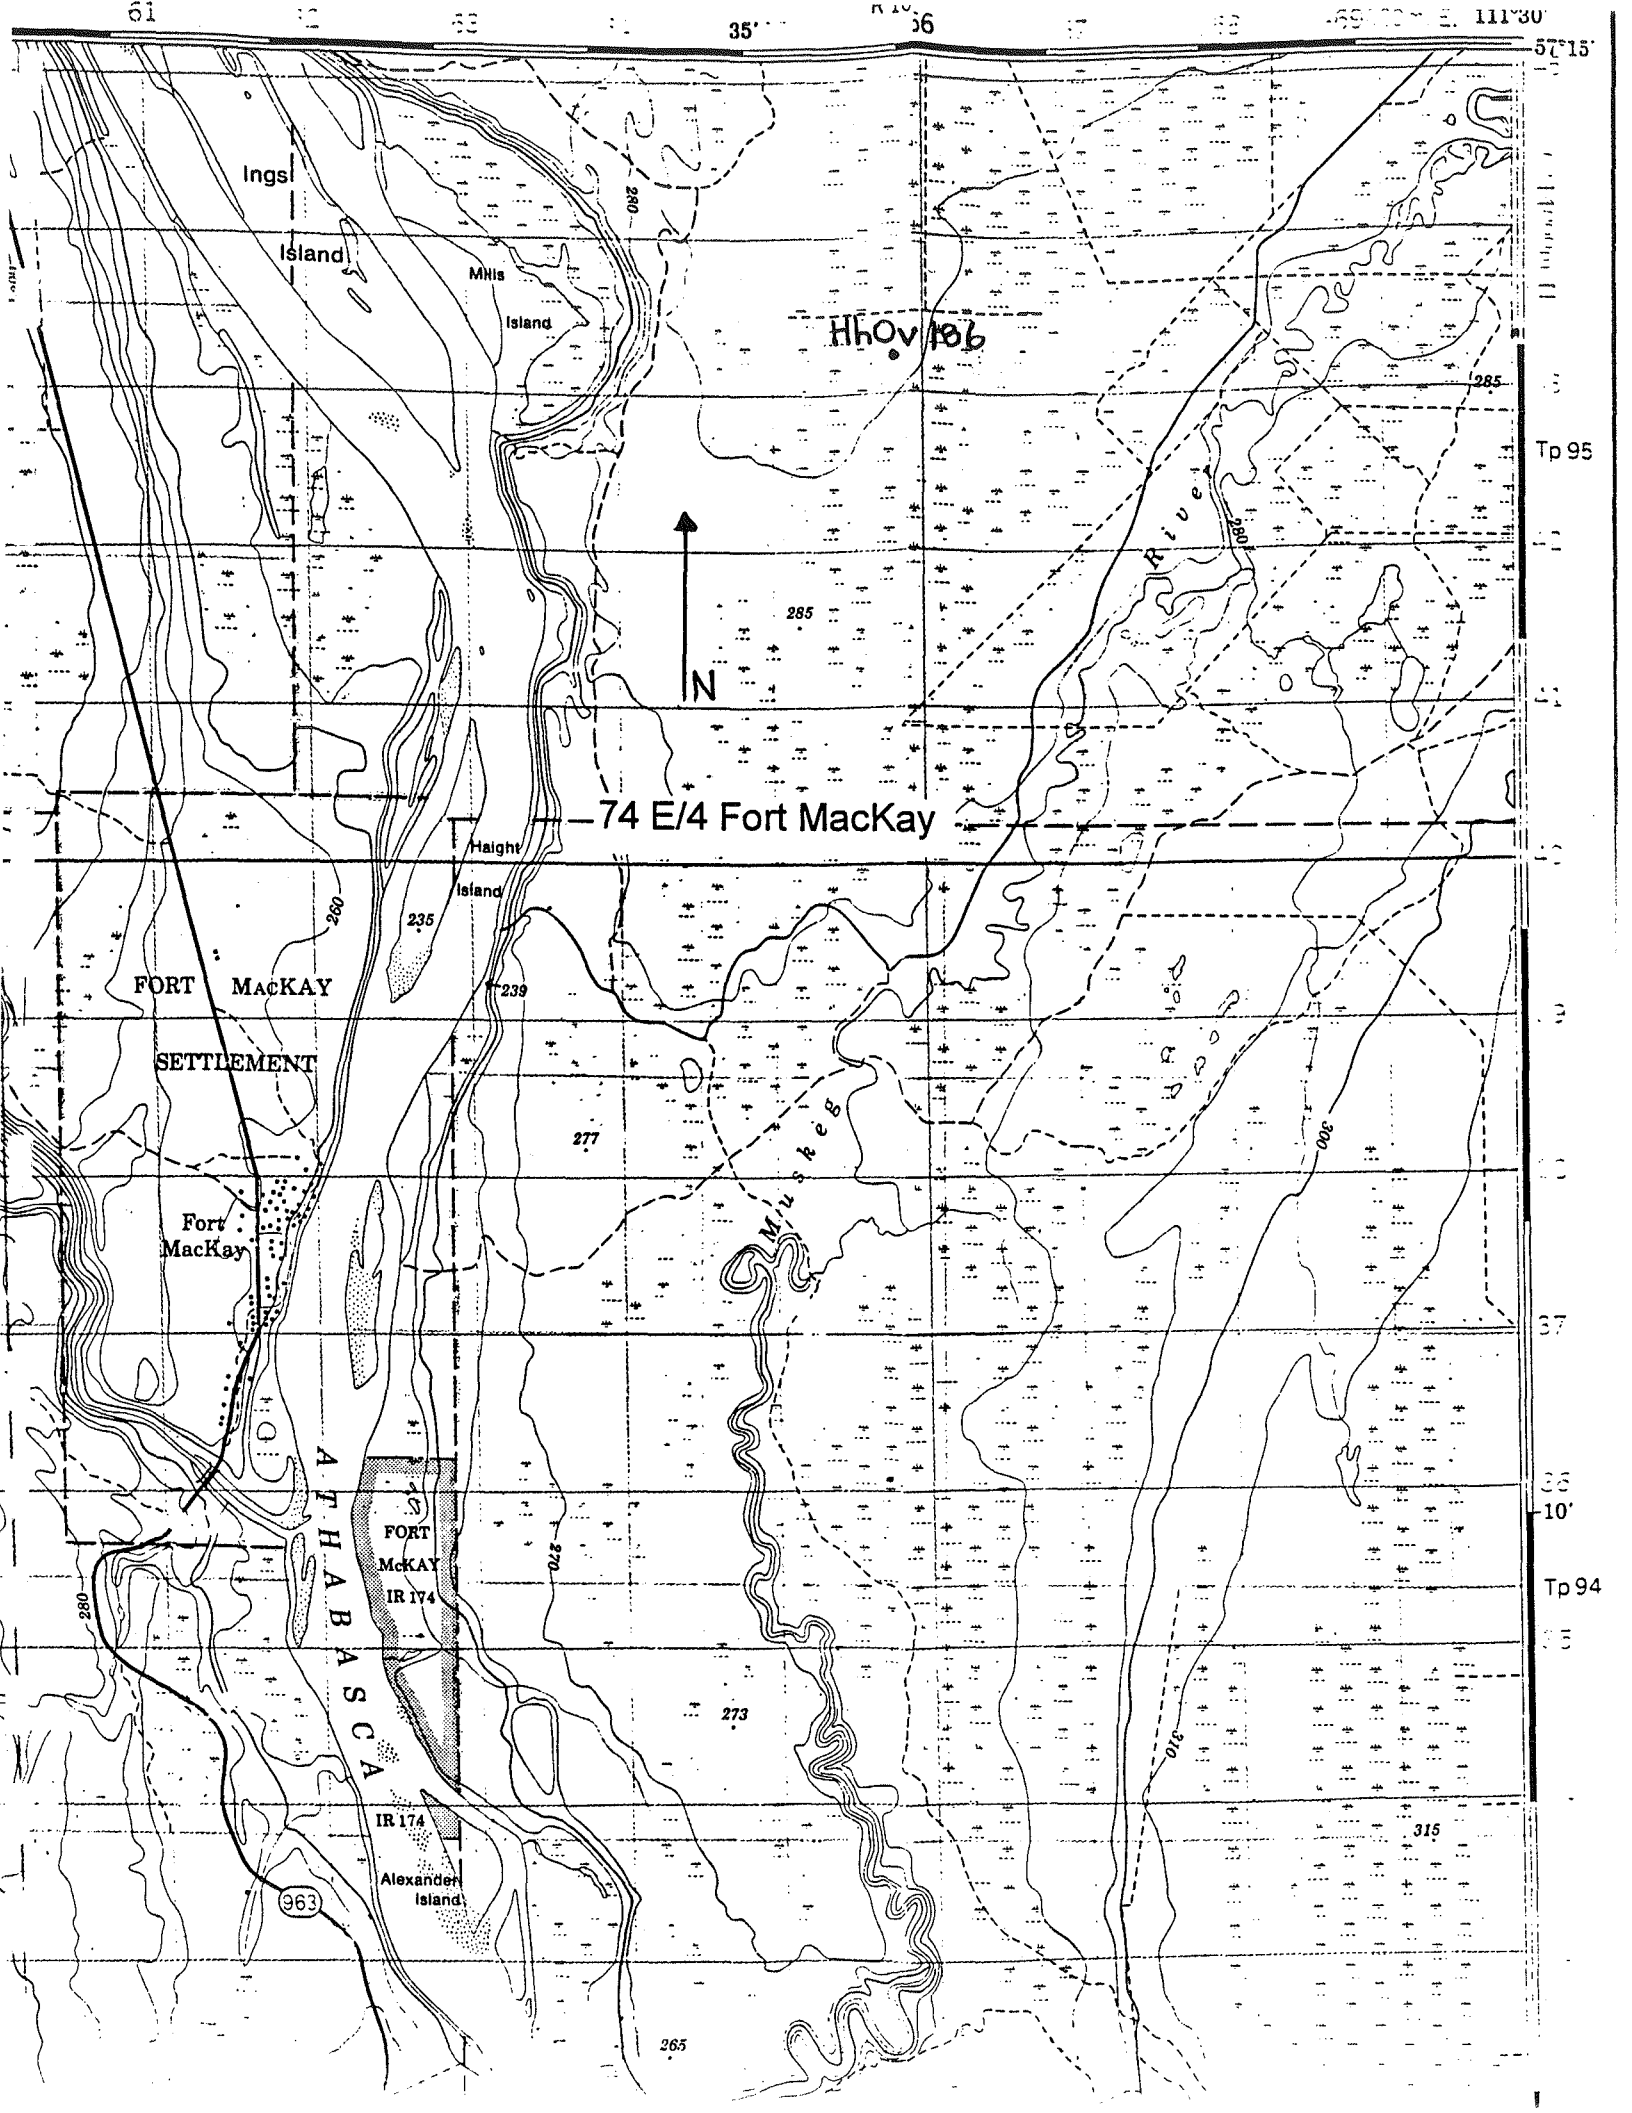 61
63
35'
111°30'
57°15'
Ings
Island
280
Mills
Island
HhOv 186
285
Tp 95
River
280
285
N
74 E/4 Fort MacKay
Haight
Island
260
235
FORT MacKAY
239
SETTLEMENT
277
Muskeg
300
Fort
MacKay
37
ATHABASCA
10'
FORT
McKAY
IR 174
270
280
Tp 94
273
310
IR 174
315
Alexander
Island
963
265